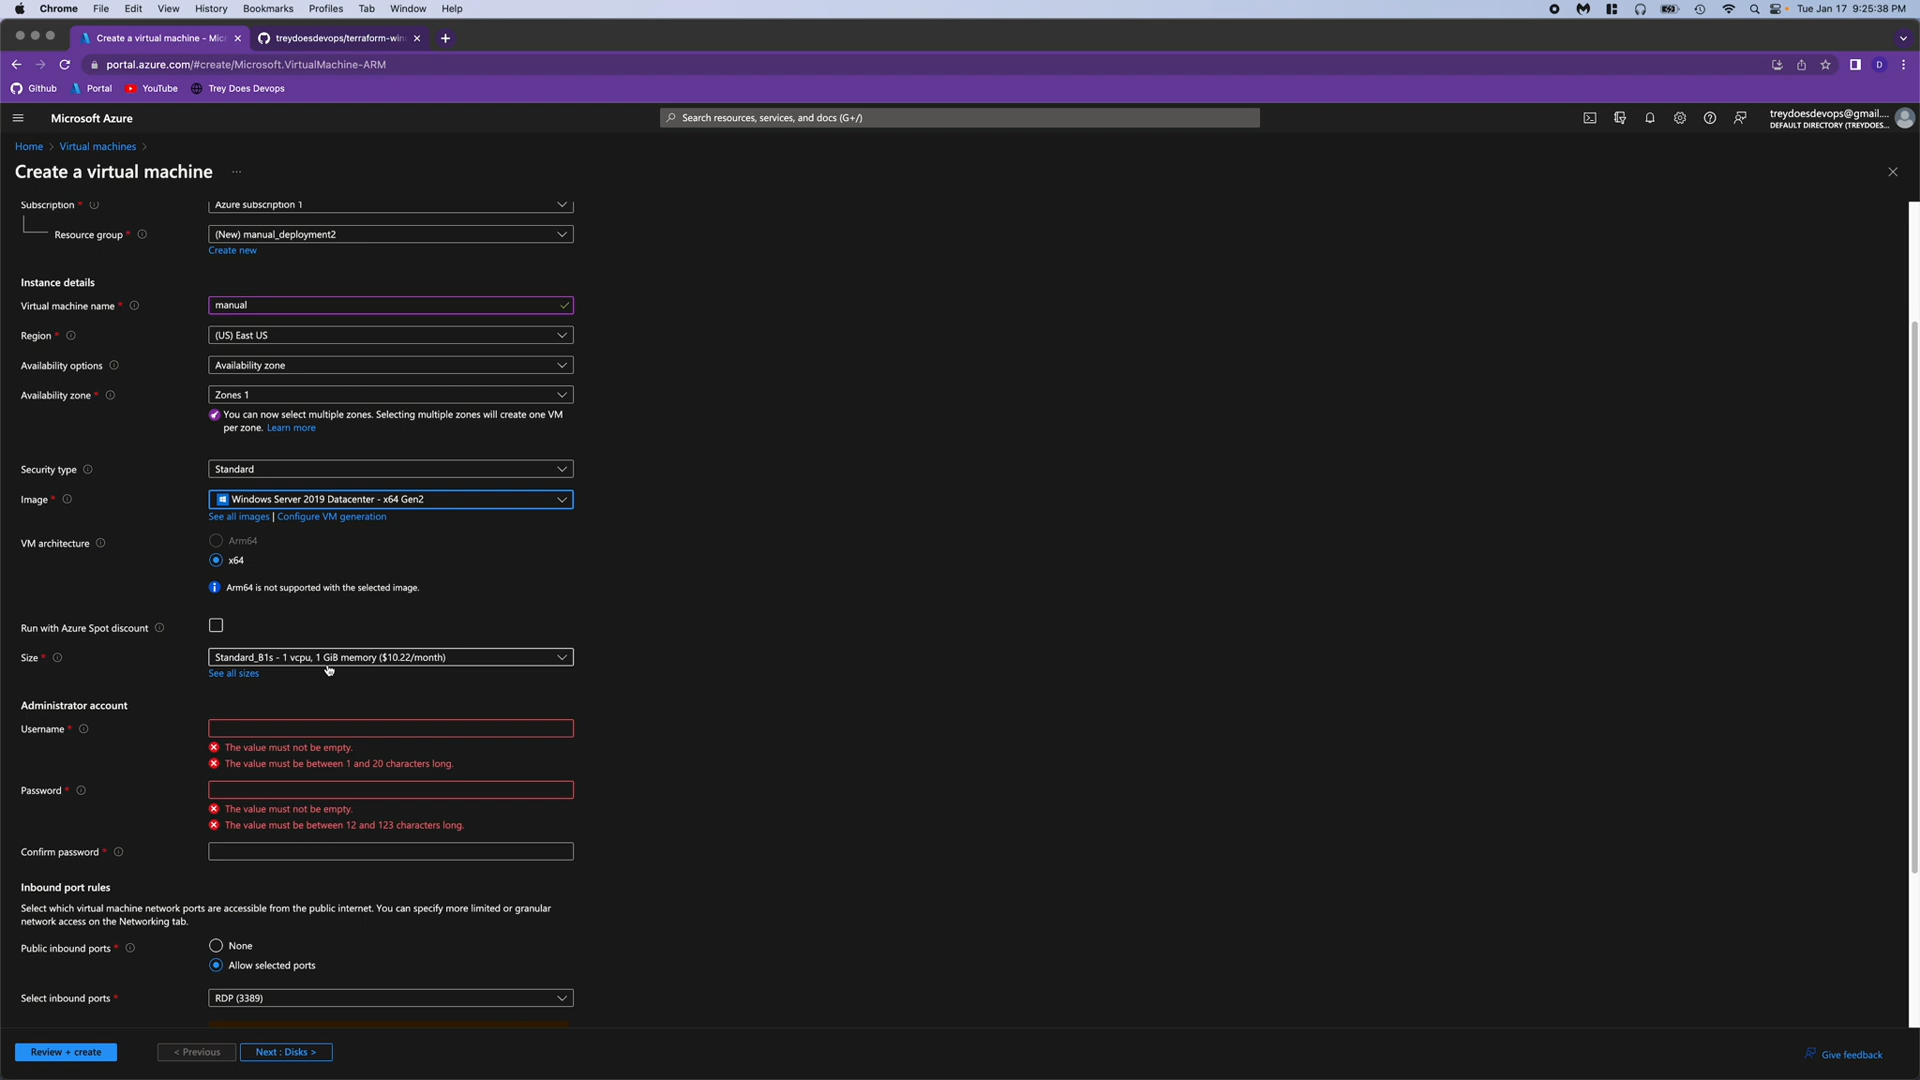 Chrome File Edit View History Bookmarks Profiles Tab Window Help Tue Jan 17 9:25:38 PM
Create a virtual machine - Mic treydoesdevops/terraform-win
portal.azure.com/#create/Microsoft.VirtualMachine-ARM D
Github Portal YouTube Trey Does Devops
Microsoft Azure Search resources, services, and docs (G+/) treydoesdevops@gmail....
DEFAULT DIRECTORY (TREYDOES...
Home > Virtual machines >
Create a virtual machine ...
Subscription * Azure subscription 1
Resource group * (New) manual_deployment2
Create new
Instance details
Virtual machine name * manual
Region * (US) East US
Availability options Availability zone
Availability zone * Zones 1
You can now select multiple zones. Selecting multiple zones will create one VM
per zone. Learn more
Security type Standard
Image * Windows Server 2019 Datacenter - x64 Gen2
See all images | Configure VM generation
VM architecture Arm64
x64
Arm64 is not supported with the selected image.
Run with Azure Spot discount
Size * Standard_B1s - 1 vcpu, 1 GiB memory ($10.22/month)
See all sizes
Administrator account
Username *
The value must not be empty.
The value must be between 1 and 20 characters long.
Password *
The value must not be empty.
The value must be between 12 and 123 characters long.
Confirm password *
Inbound port rules
Select which virtual machine network ports are accessible from the public internet. You can specify more limited or granular
network access on the Networking tab.
Public inbound ports * None
Allow selected ports
Select inbound ports * RDP (3389)
Review + create < Previous Next : Disks > Give feedback